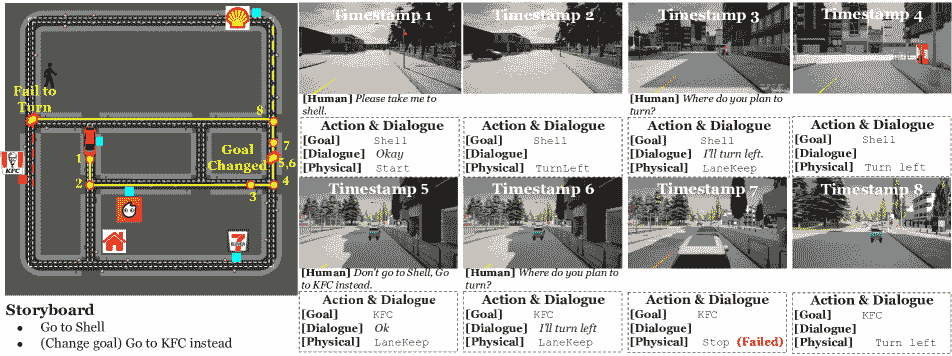 Fail to
Turn
Goal
Changed
1
2
3
4
5,6
7
8
KFC
7
ELEVEN
Storyboard
• Go to Shell
• (Change goal) Go to KFC instead
Timestamp 1
[Human] Please take me to
shell.
Action & Dialogue
[Goal] Shell
[Dialogue] Okay
[Physical] Start
Timestamp 2
Action & Dialogue
[Goal] Shell
[Dialogue]
[Physical] TurnLeft
Timestamp 3
[Human] Where do you plan to
turn?
Action & Dialogue
[Goal] Shell
[Dialogue] I'll turn left.
[Physical] LaneKeep
Timestamp 4
Action & Dialogue
[Goal] Shell
[Dialogue]
[Physical] Turn left
Timestamp 5
[Human] Don't go to Shell, Go
to KFC instead.
Action & Dialogue
[Goal] KFC
[Dialogue] Ok
[Physical] LaneKeep
Timestamp 6
[Human] Where do you plan to
turn?
Action & Dialogue
[Goal] KFC
[Dialogue] I'll turn left
[Physical] LaneKeep
Timestamp 7
Action & Dialogue
[Goal] KFC
[Dialogue]
[Physical] Stop (Failed)
Timestamp 8
Action & Dialogue
[Goal] KFC
[Dialogue]
[Physical] Turn left